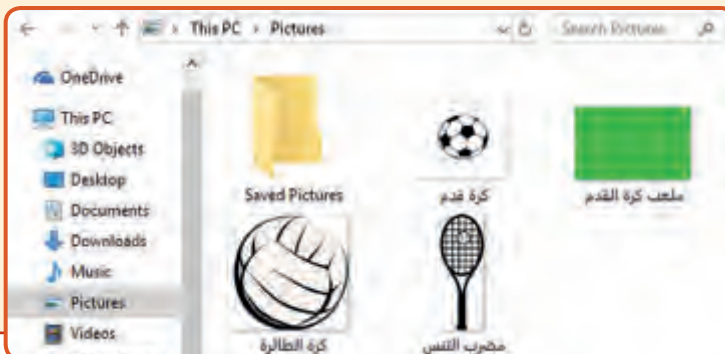 This PC › Pictures
Search Pictures
OneDrive
This PC
3D Objects
Desktop
Documents
Downloads
Music
Pictures
Videos
Saved Pictures
كرة قدم
ملعب كرة القدم
كرة الطائرة
مضرب التنس